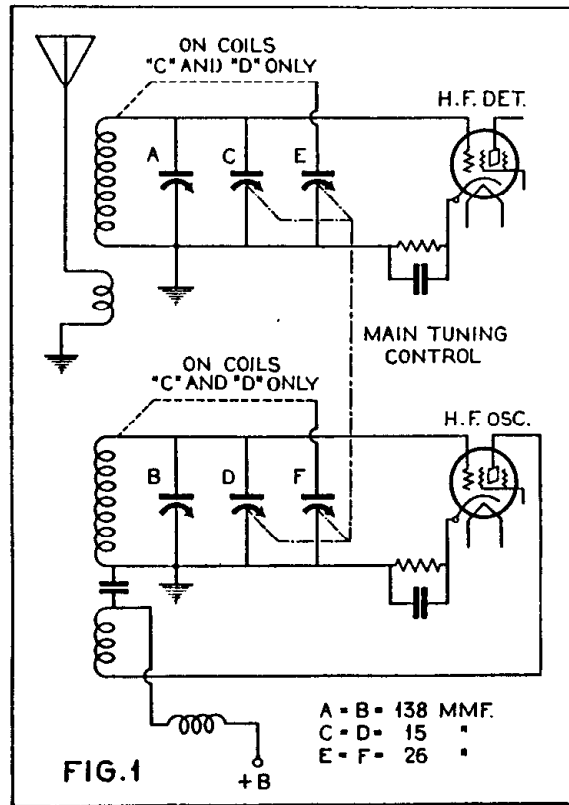 ON COILS
"C" AND "D" ONLY
H.F. DET.
A
C
E
MAIN TUNING
CONTROL
ON COILS
"C" AND "D" ONLY
H.F. OSC.
B
D
F
A = B = 138 MMF.
C = D = 15 "
E = F = 26 "
FIG.1
+B